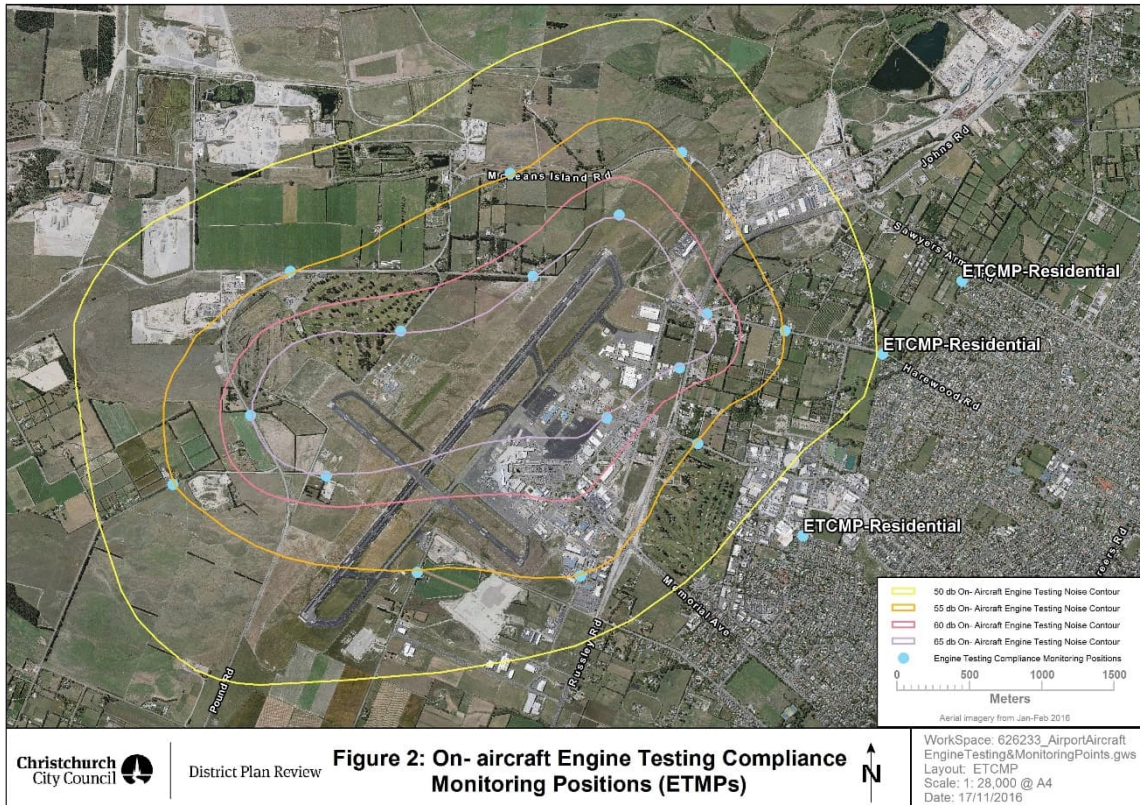 McLeans Island Rd
Johns Rd
Sawyers Arms Rd
ETCMP-Residential
ETCMP-Residential
Harewood Rd
ETCMP-Residential
Memorial Ave
Russley Rd
Pound Rd
50 db On- Aircraft Engine Testing Noise Contour
55 db On- Aircraft Engine Testing Noise Contour
60 db On- Aircraft Engine Testing Noise Contour
65 db On- Aircraft Engine Testing Noise Contour
Engine Testing Compliance Monitoring Positions
0 500 1000 1500
Meters
Aerial imagery from Jan-Feb 2016
Christchurch
City Council
District Plan Review
Figure 2: On- aircraft Engine Testing Compliance
Monitoring Positions (ETMPs)
N
WorkSpace: 626233_AirportAircraft
EngineTesting&MonitoringPoints.gws
Layout: ETCMP
Scale: 1: 28,000 @ A4
Date: 17/11/2016